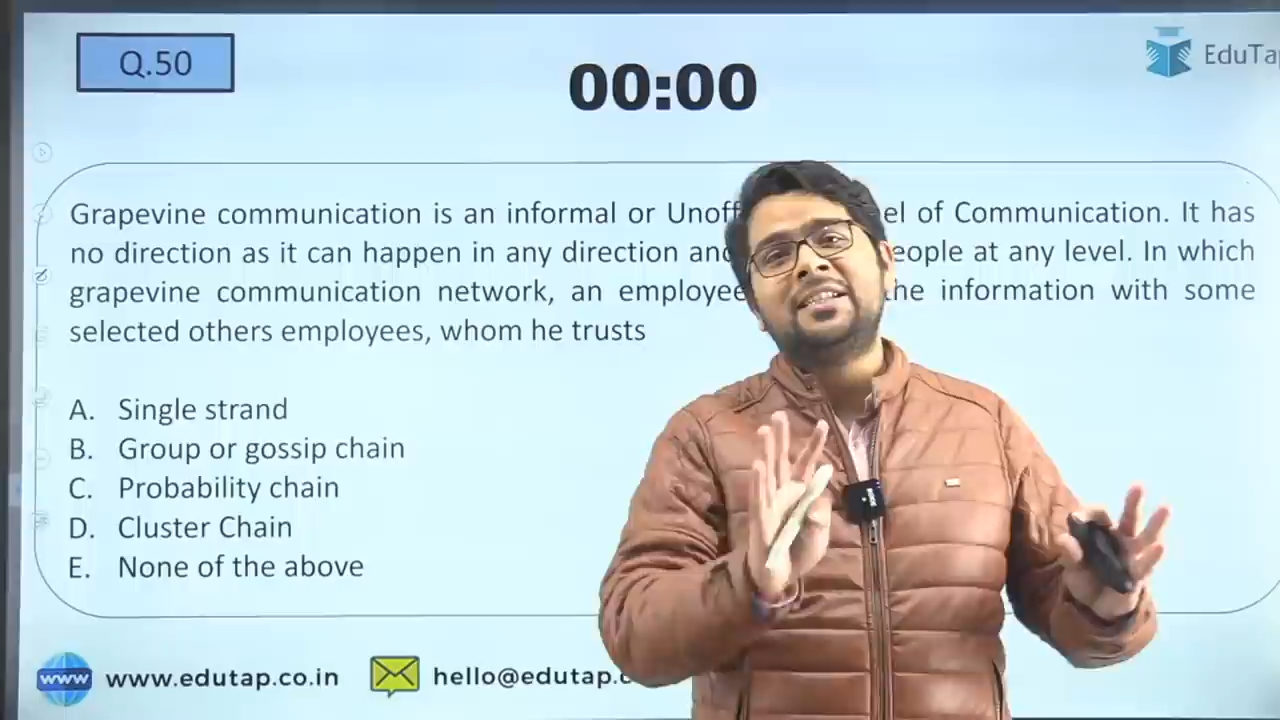 Q.50
00:00
EduTa
Grapevine communication is an informal or Unoff el of Communication. It has
no direction as it can happen in any direction and eople at any level. In which
grapevine communication network, an employee the information with some
selected others employees, whom he trusts
A. Single strand
B. Group or gossip chain
C. Probability chain
D. Cluster Chain
E. None of the above
www www.edutap.co.in hello@edutap.c